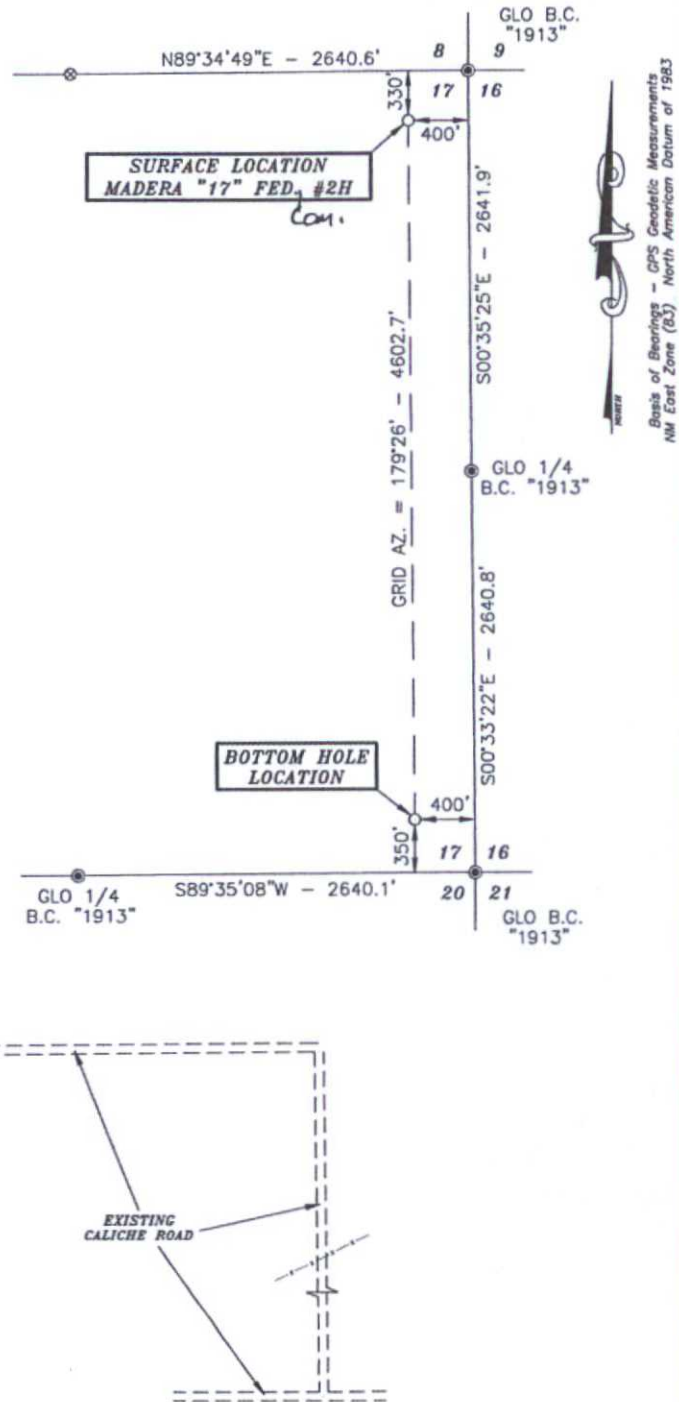 GLO B.C.
"1913"
N89°34'49"E - 2640.6'
8
9
17
16
330'
400'
SURFACE LOCATION
MADERA "17" FED, #2H
Com.
S00°35'25"E - 2641.9'
GRID AZ. = 179°26' - 4602.7'
Basis of Bearings - GPS Geodetic Measurements
NM East Zone (83) North American Datum of 1983
NORTH
GLO 1/4
B.C. "1913"
S00°33'22"E - 2640.8'
BOTTOM HOLE
LOCATION
400'
350'
17
16
S89°35'08"W - 2640.1'
20
21
GLO 1/4
B.C. "1913"
GLO B.C.
"1913"
EXISTING
CALICHE ROAD